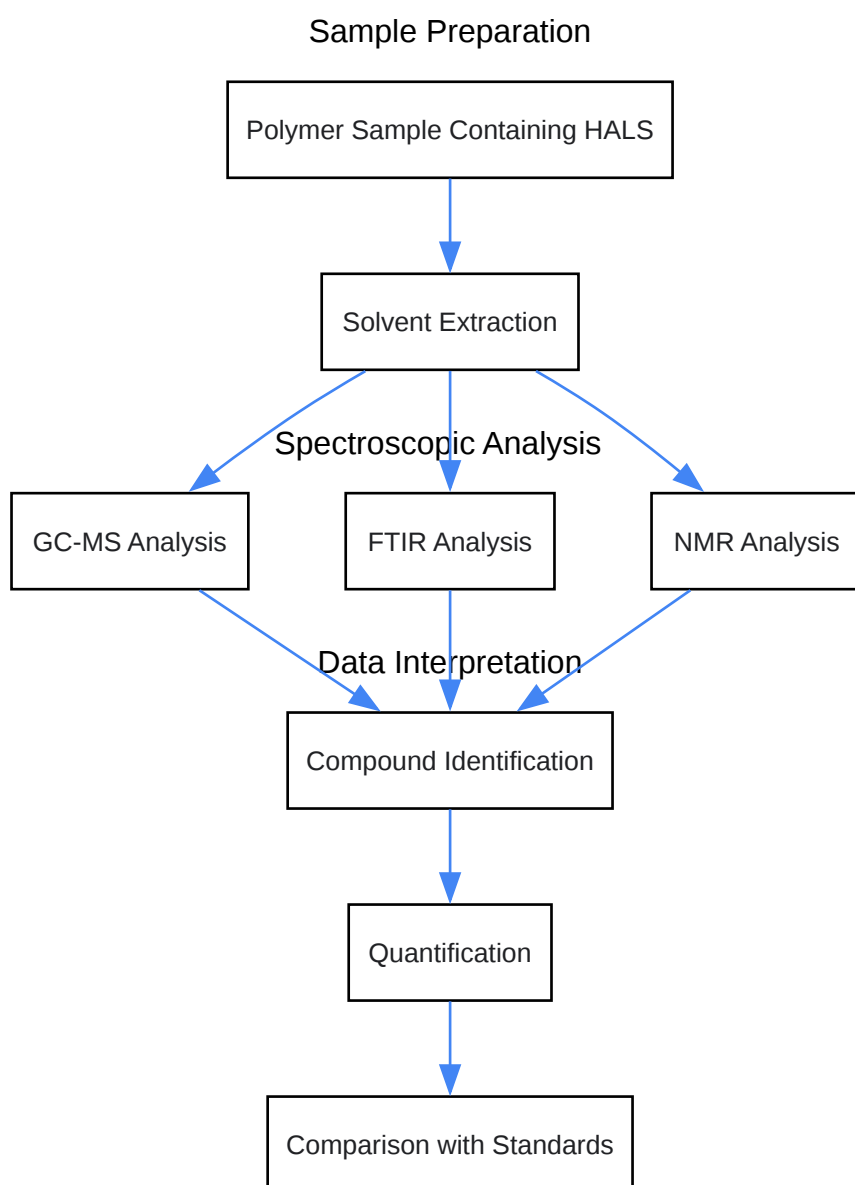 Sample Preparation
Polymer Sample Containing HALS
Solvent Extraction
Spectroscopic Analysis
GC-MS Analysis
FTIR Analysis
NMR Analysis
Data Interpretation
Compound Identification
Quantification
Comparison with Standards